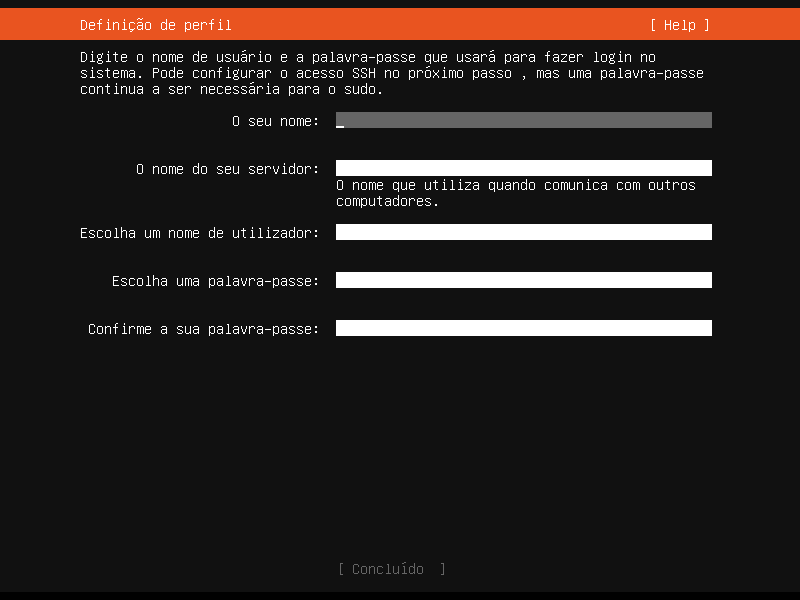 Definição de perfil [ Help ]
Digite o nome de usuário e a palavra-passe que usará para fazer login no
sistema. Pode configurar o acesso SSH no próximo passo , mas uma palavra-passe
continua a ser necessária para o sudo.
O seu nome:
O nome do seu servidor:
O nome que utiliza quando comunica com outros
computadores.
Escolha um nome de utilizador:
Escolha uma palavra-passe:
Confirme a sua palavra-passe:
[ Concluído ]